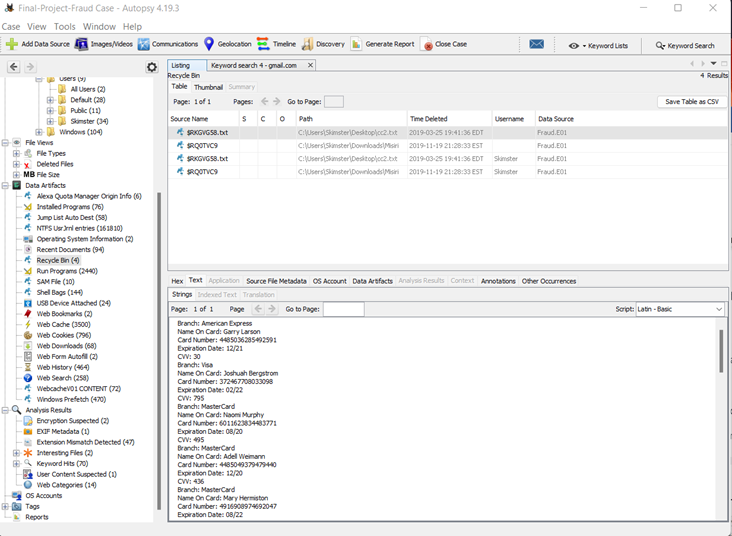 Final-Project-Fraud Case - Autopsy 4.19.3
Case View Tools Window Help
Add Data Source Images/Videos Communications Geolocation Timeline Discovery Generate Report Close Case Keyword Lists Keyword Search
Users (9)
All Users (2)
Default (28)
Public (11)
Skimster (34)
Windows (104)
File Views
File Types
Deleted Files
MB File Size
Data Artifacts
Alexa Quota Manager Origin Info (6)
Installed Programs (76)
Jump List Auto Dest (58)
NTFS UsrJrnl entries (161810)
Operating System Information (2)
Recent Documents (94)
Recycle Bin (4)
Run Programs (2440)
SAM File (10)
Shell Bags (144)
USB Device Attached (24)
Web Bookmarks (2)
Web Cache (3500)
Web Cookies (796)
Web Downloads (68)
Web Form Autofill (2)
Web History (464)
Web Search (258)
WebcacheV01 CONTENT (72)
Windows Prefetch (470)
Analysis Results
Encryption Suspected (2)
EXIF Metadata (1)
Extension Mismatch Detected (47)
Interesting Files (2)
Keyword Hits (70)
User Content Suspected (1)
Web Categories (14)
OS Accounts
Tags
Reports
Listing Keyword search 4 - gmail.com
Recycle Bin 4 Results
Table Thumbnail Summary
Page: 1 of 1 Pages: Go to Page: Save Table as CSV
Source Name S C O Path Time Deleted Username Data Source
$RKGVG58.txt C:\Users\Skimster\Desktop\cc2.txt 2019-03-25 19:41:36 EDT Fraud.E01
$RQ0TVC9 C:\Users\Skimster\Downloads\Misiri 2019-11-19 21:28:33 EST Fraud.E01
$RKGVG58.txt C:\Users\Skimster\Desktop\cc2.txt 2019-03-25 19:41:36 EDT Skimster Fraud.E01
$RQ0TVC9 C:\Users\Skimster\Downloads\Misiri 2019-11-19 21:28:33 EST Skimster Fraud.E01
Hex Text Application Source File Metadata OS Account Data Artifacts Analysis Results Context Annotations Other Occurrences
Strings Indexed Text Translation
Page: 1 of 1 Page Go to Page: Script: Latin - Basic
Branch: American Express
Name On Card: Garry Larson
Card Number: 4485036285492591
Expiration Date: 12/21
CVV: 30
Branch: Visa
Name On Card: Joshuah Bergstrom
Card Number: 372467708033098
Expiration Date: 02/22
CVV: 795
Branch: MasterCard
Name On Card: Naomi Murphy
Card Number: 6011623834483771
Expiration Date: 08/20
CVV: 495
Branch: MasterCard
Name On Card: Adell Weimann
Card Number: 4485049379479440
Expiration Date: 12/20
CVV: 436
Branch: MasterCard
Name On Card: Mary Hermiston
Card Number: 4916908974692047
Expiration Date: 08/22